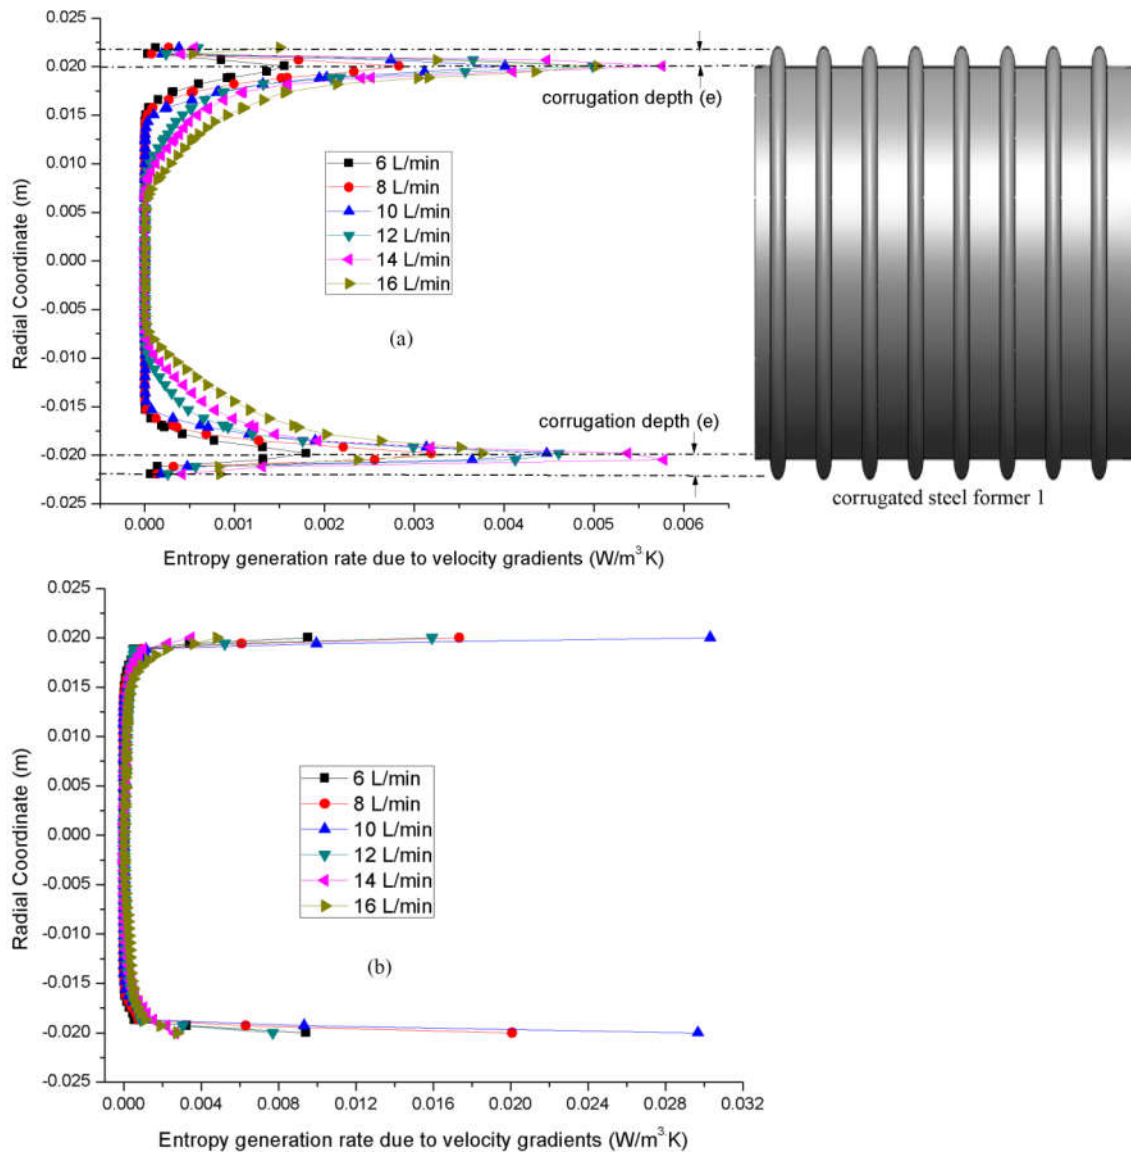 0.025
0.020
0.015
0.010
0.005
0.000
-0.005
-0.010
-0.015
-0.020
-0.025
Radial Coordinate (m)
corrugation depth (e)
6 L/min
8 L/min
10 L/min
12 L/min
14 L/min
16 L/min
(a)
corrugation depth (e)
corrugated steel former 1
0.000 0.001 0.002 0.003 0.004 0.005 0.006
Entropy generation rate due to velocity gradients (W/m³K)
0.025
0.020
0.015
0.010
0.005
0.000
-0.005
-0.010
-0.015
-0.020
-0.025
Radial Coordinate (m)
6 L/min
8 L/min
10 L/min
12 L/min
14 L/min
16 L/min
(b)
0.000 0.004 0.008 0.012 0.016 0.020 0.024 0.028 0.032
Entropy generation rate due to velocity gradients (W/m³K)